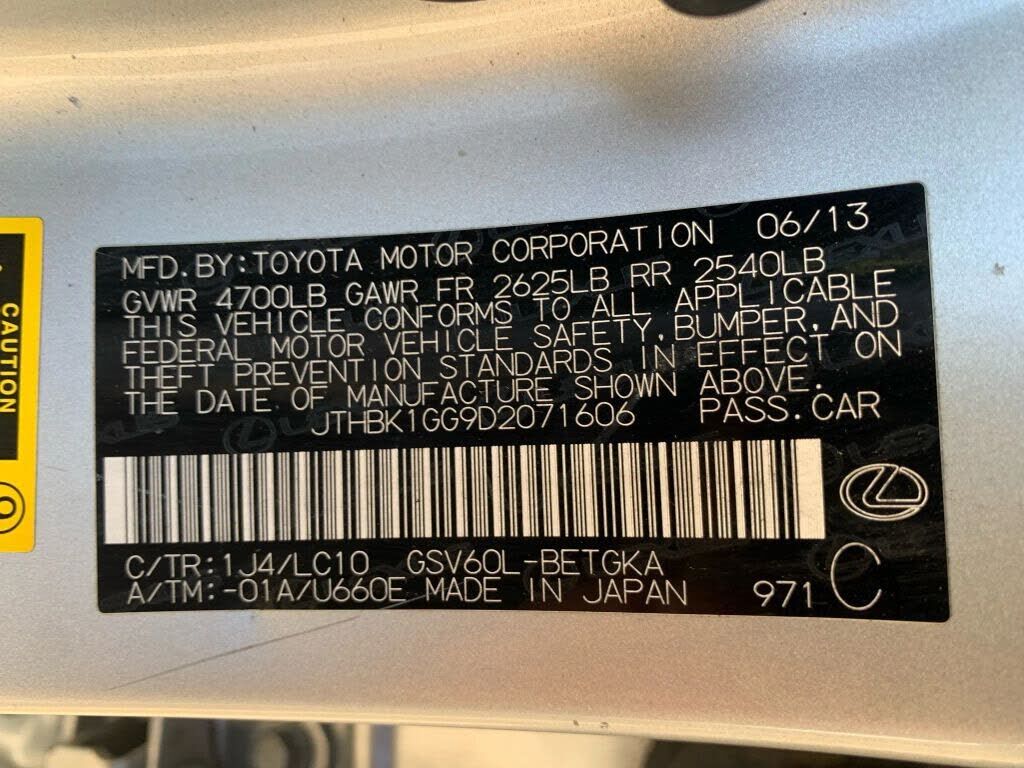 MFD.BY:TOYOTA MOTOR CORPORATION 06/13
GVWR 4700LB GAWR FR 2625LB RR 2540LB
THIS VEHICLE CONFORMS TO ALL APPLICABLE
FEDERAL MOTOR VEHICLE SAFETY,BUMPER,AND
THEFT PREVENTION STANDARDS IN EFFECT ON
THE DATE OF MANUFACTURE SHOWN ABOVE.
JTHBK1GG9D2071606 PASS.CAR
C/TR:1J4/LC10 GSV60L-BETGKA
A/TM:-01A/U660E MADE IN JAPAN 971 C
CAUTION